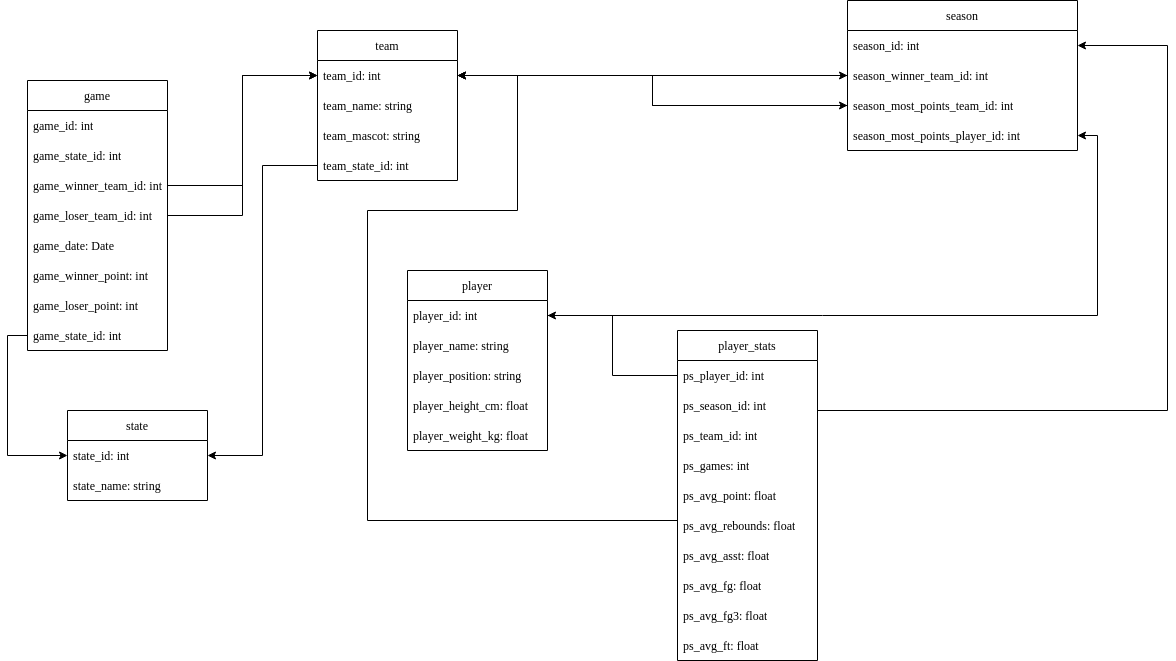 game
game_id: int
game_state_id: int
game_winner_team_id: int
game_loser_team_id: int
game_date: Date
game_winner_point: int
game_loser_point: int
game_state_id: int
team
team_id: int
team_name: string
team_mascot: string
team_state_id: int
season
season_id: int
season_winner_team_id: int
season_most_points_team_id: int
season_most_points_player_id: int
state
state_id: int
state_name: string
player
player_id: int
player_name: string
player_position: string
player_height_cm: float
player_weight_kg: float
player_stats
ps_player_id: int
ps_season_id: int
ps_team_id: int
ps_games: int
ps_avg_point: float
ps_avg_rebounds: float
ps_avg_asst: float
ps_avg_fg: float
ps_avg_fg3: float
ps_avg_ft: float